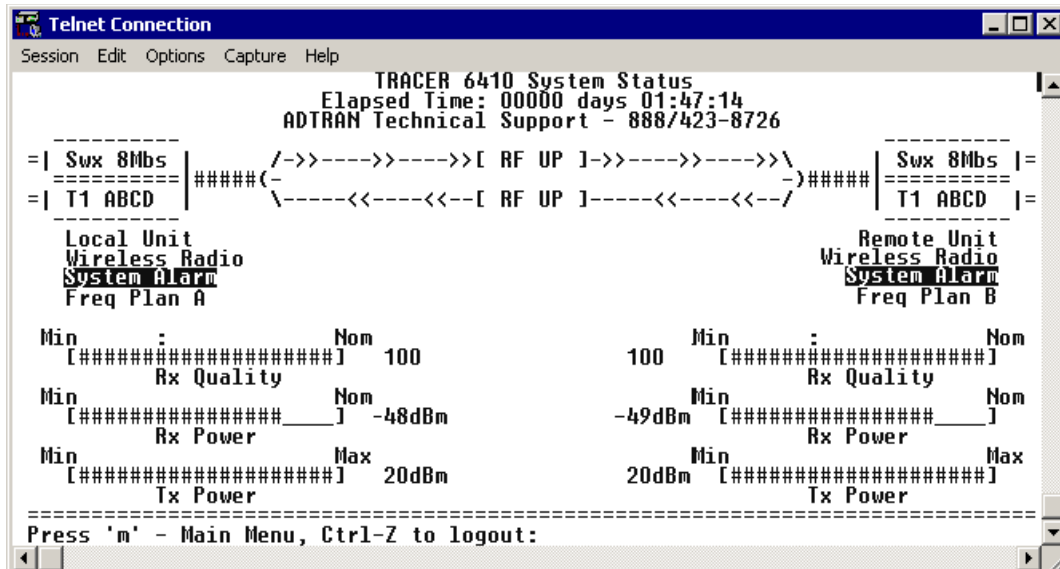 Telnet Connection
Session Edit Options Capture Help
TRACER 6410 System Status
Elapsed Time: 00000 days 01:47:14
ADTRAN Technical Support - 888/423-8726
-----------                                                       -----------
=| Swx 8Mbs |       /->>----->>---->>[ RF UP ]->>---->>---->>\       | Swx 8Mbs |=
========== |#####(-                                       -)#####| ==========
=| T1 ABCD  |       \-----<<----<<--[ RF UP ]-----<<----<<--/       | T1 ABCD  |=
-----------                                                       -----------
Local Unit Remote Unit
Wireless Radio Wireless Radio
System Alarm System Alarm
Freq Plan A Freq Plan B
Min : Nom Min : Nom
[####################] 100 100 [####################]
Rx Quality Rx Quality
Min Nom Min Nom
[################____] -48dBm -49dBm [################____]
Rx Power Rx Power
Min Max Min Max
[####################] 20dBm 20dBm [####################]
Tx Power Tx Power
==============================================================================
Press 'm' - Main Menu, Ctrl-Z to logout: